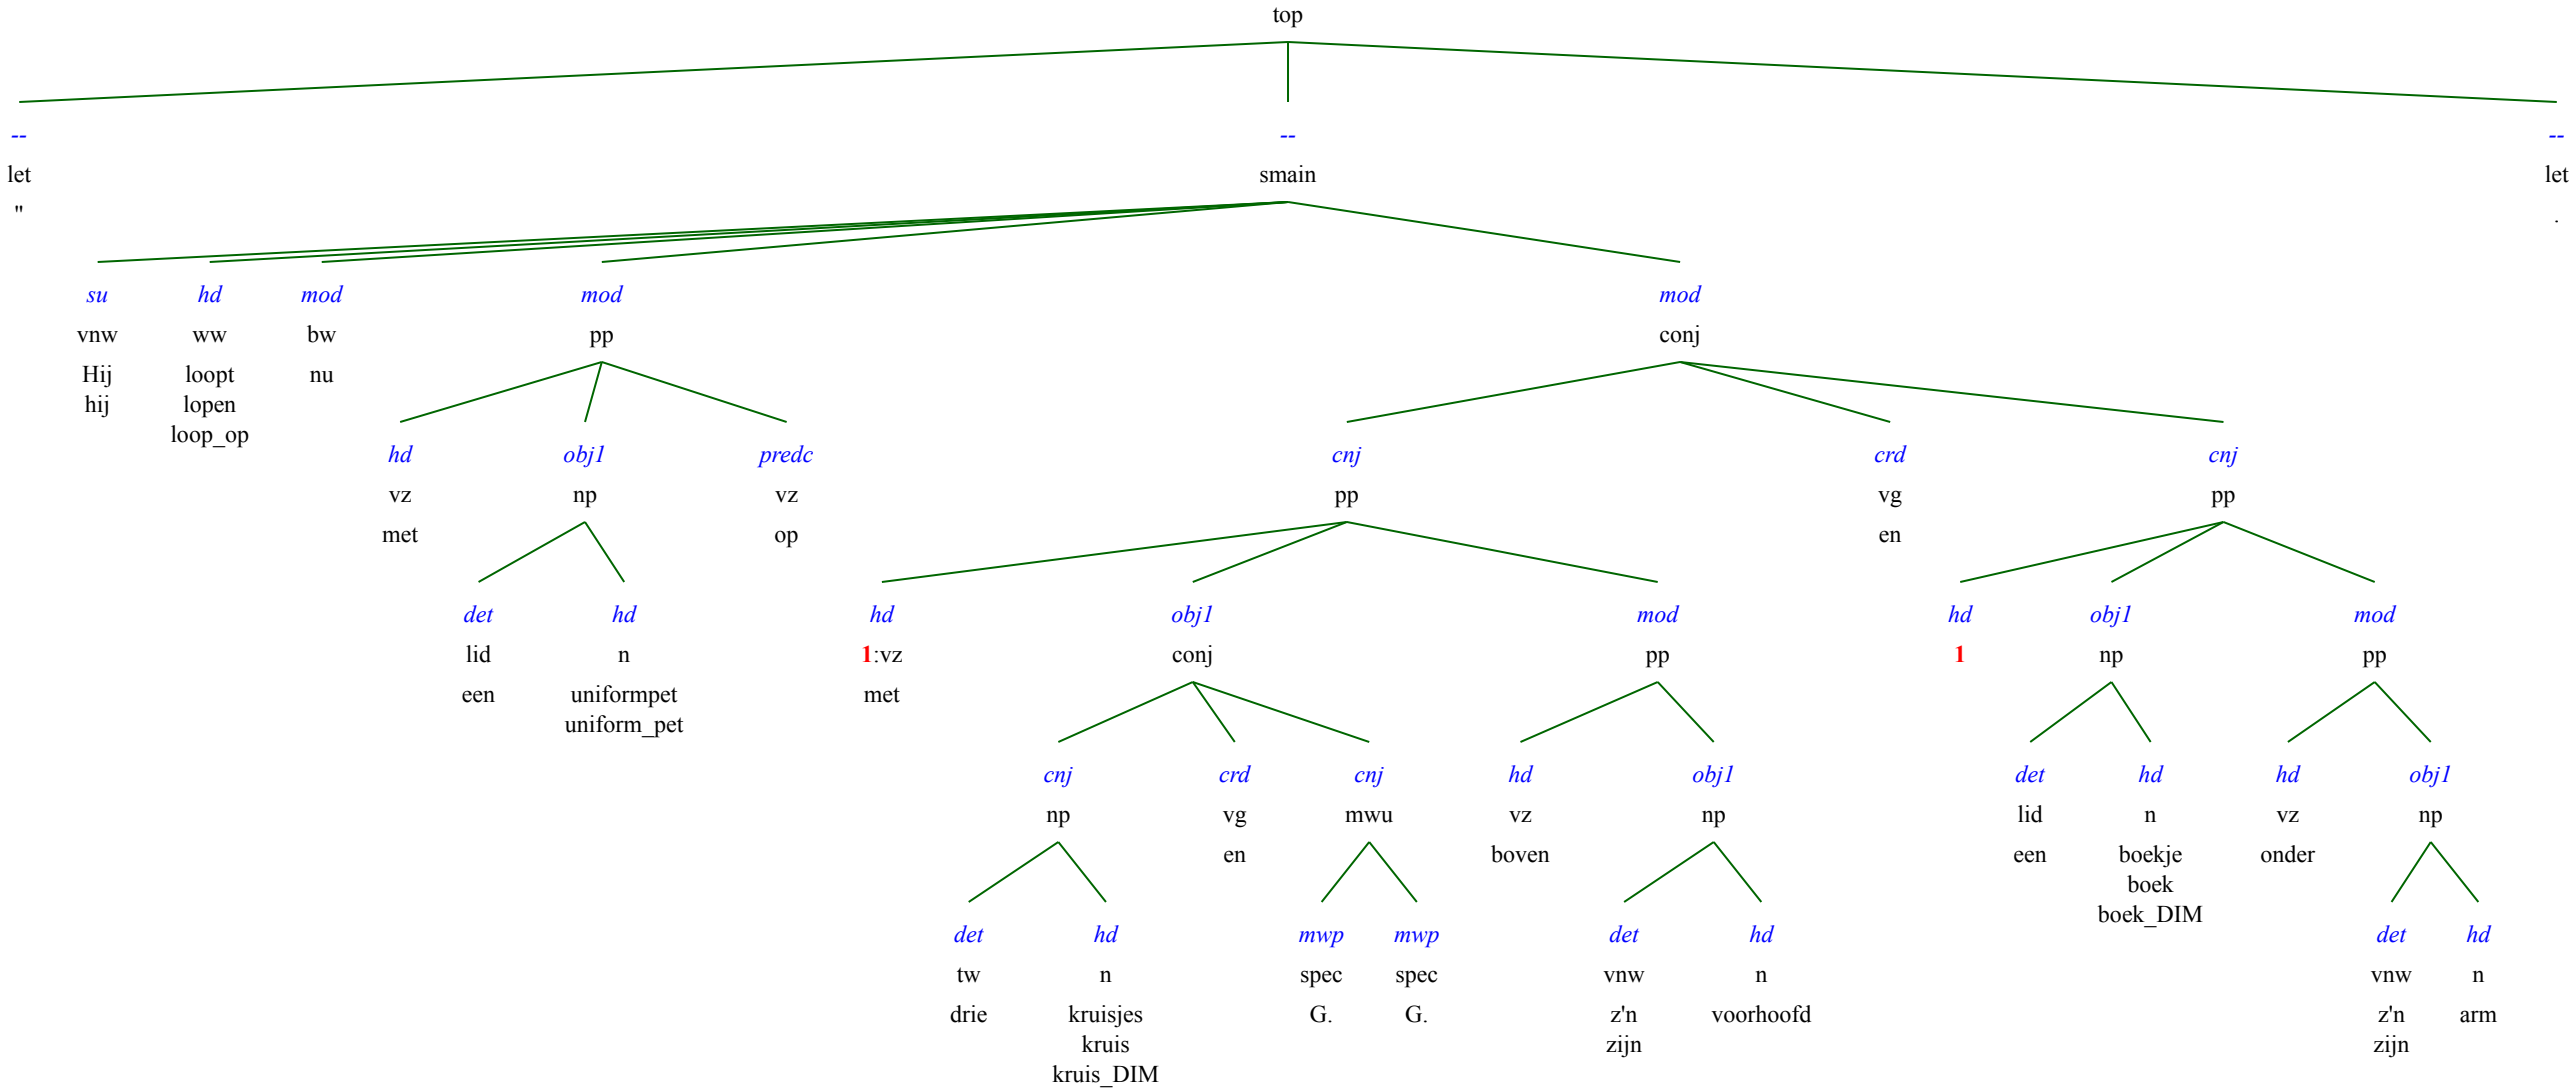 top
-- -- --
let smain let
" .
su hd mod mod mod
vnw ww bw pp conj
Hij loopt nu
hij lopen
loop_op
hd obj1 predc cnj crd cnj
vz np vz pp vg pp
met op en
det hd hd obj1 mod hd obj1 mod
lid n 1:vz conj pp 1 np pp
een uniformpet met
uniform_pet
cnj crd cnj hd obj1 det hd hd obj1
np vg mwu vz np lid n vz np
en boven een boekje onder
boek
boek_DIM
det hd mwp mwp det hd det hd
tw n spec spec vnw n vnw n
drie kruisjes G. G. z'n voorhoofd z'n arm
kruis zijn zijn
kruis_DIM